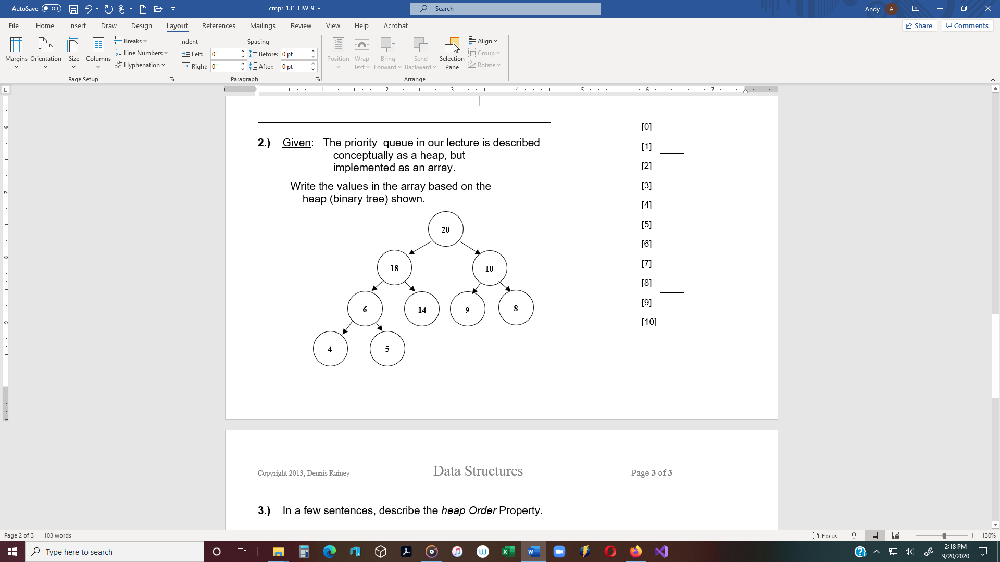 AutoSave Off cmpr_131_HW_9 Search Andy A
File Home Insert Draw Design Layout References Mailings Review View Help Acrobat Share Comments
Margins Orientation Size Columns Breaks Line Numbers Hyphenation
Page Setup
Indent Spacing
Left: 0" Before: 0 pt
Right: 0" After: 0 pt
Paragraph
Position Wrap Text Bring Forward Send Backward Selection Pane Align Group Rotate
Arrange
1 2 3 4 5 6 7
6
7
8
9
2.) Given: The priority_queue in our lecture is described
conceptually as a heap, but
implemented as an array.
Write the values in the array based on the
heap (binary tree) shown.
20
18 10
6 14 9 8
4 5
[0]
[1]
[2]
[3]
[4]
[5]
[6]
[7]
[8]
[9]
[10]
Copyright 2013, Dennis Rainey Data Structures Page 3 of 3
3.) In a few sentences, describe the heap Order Property.
Page 2 of 3 103 words Focus 130%
Type here to search
2:18 PM
9/20/2020